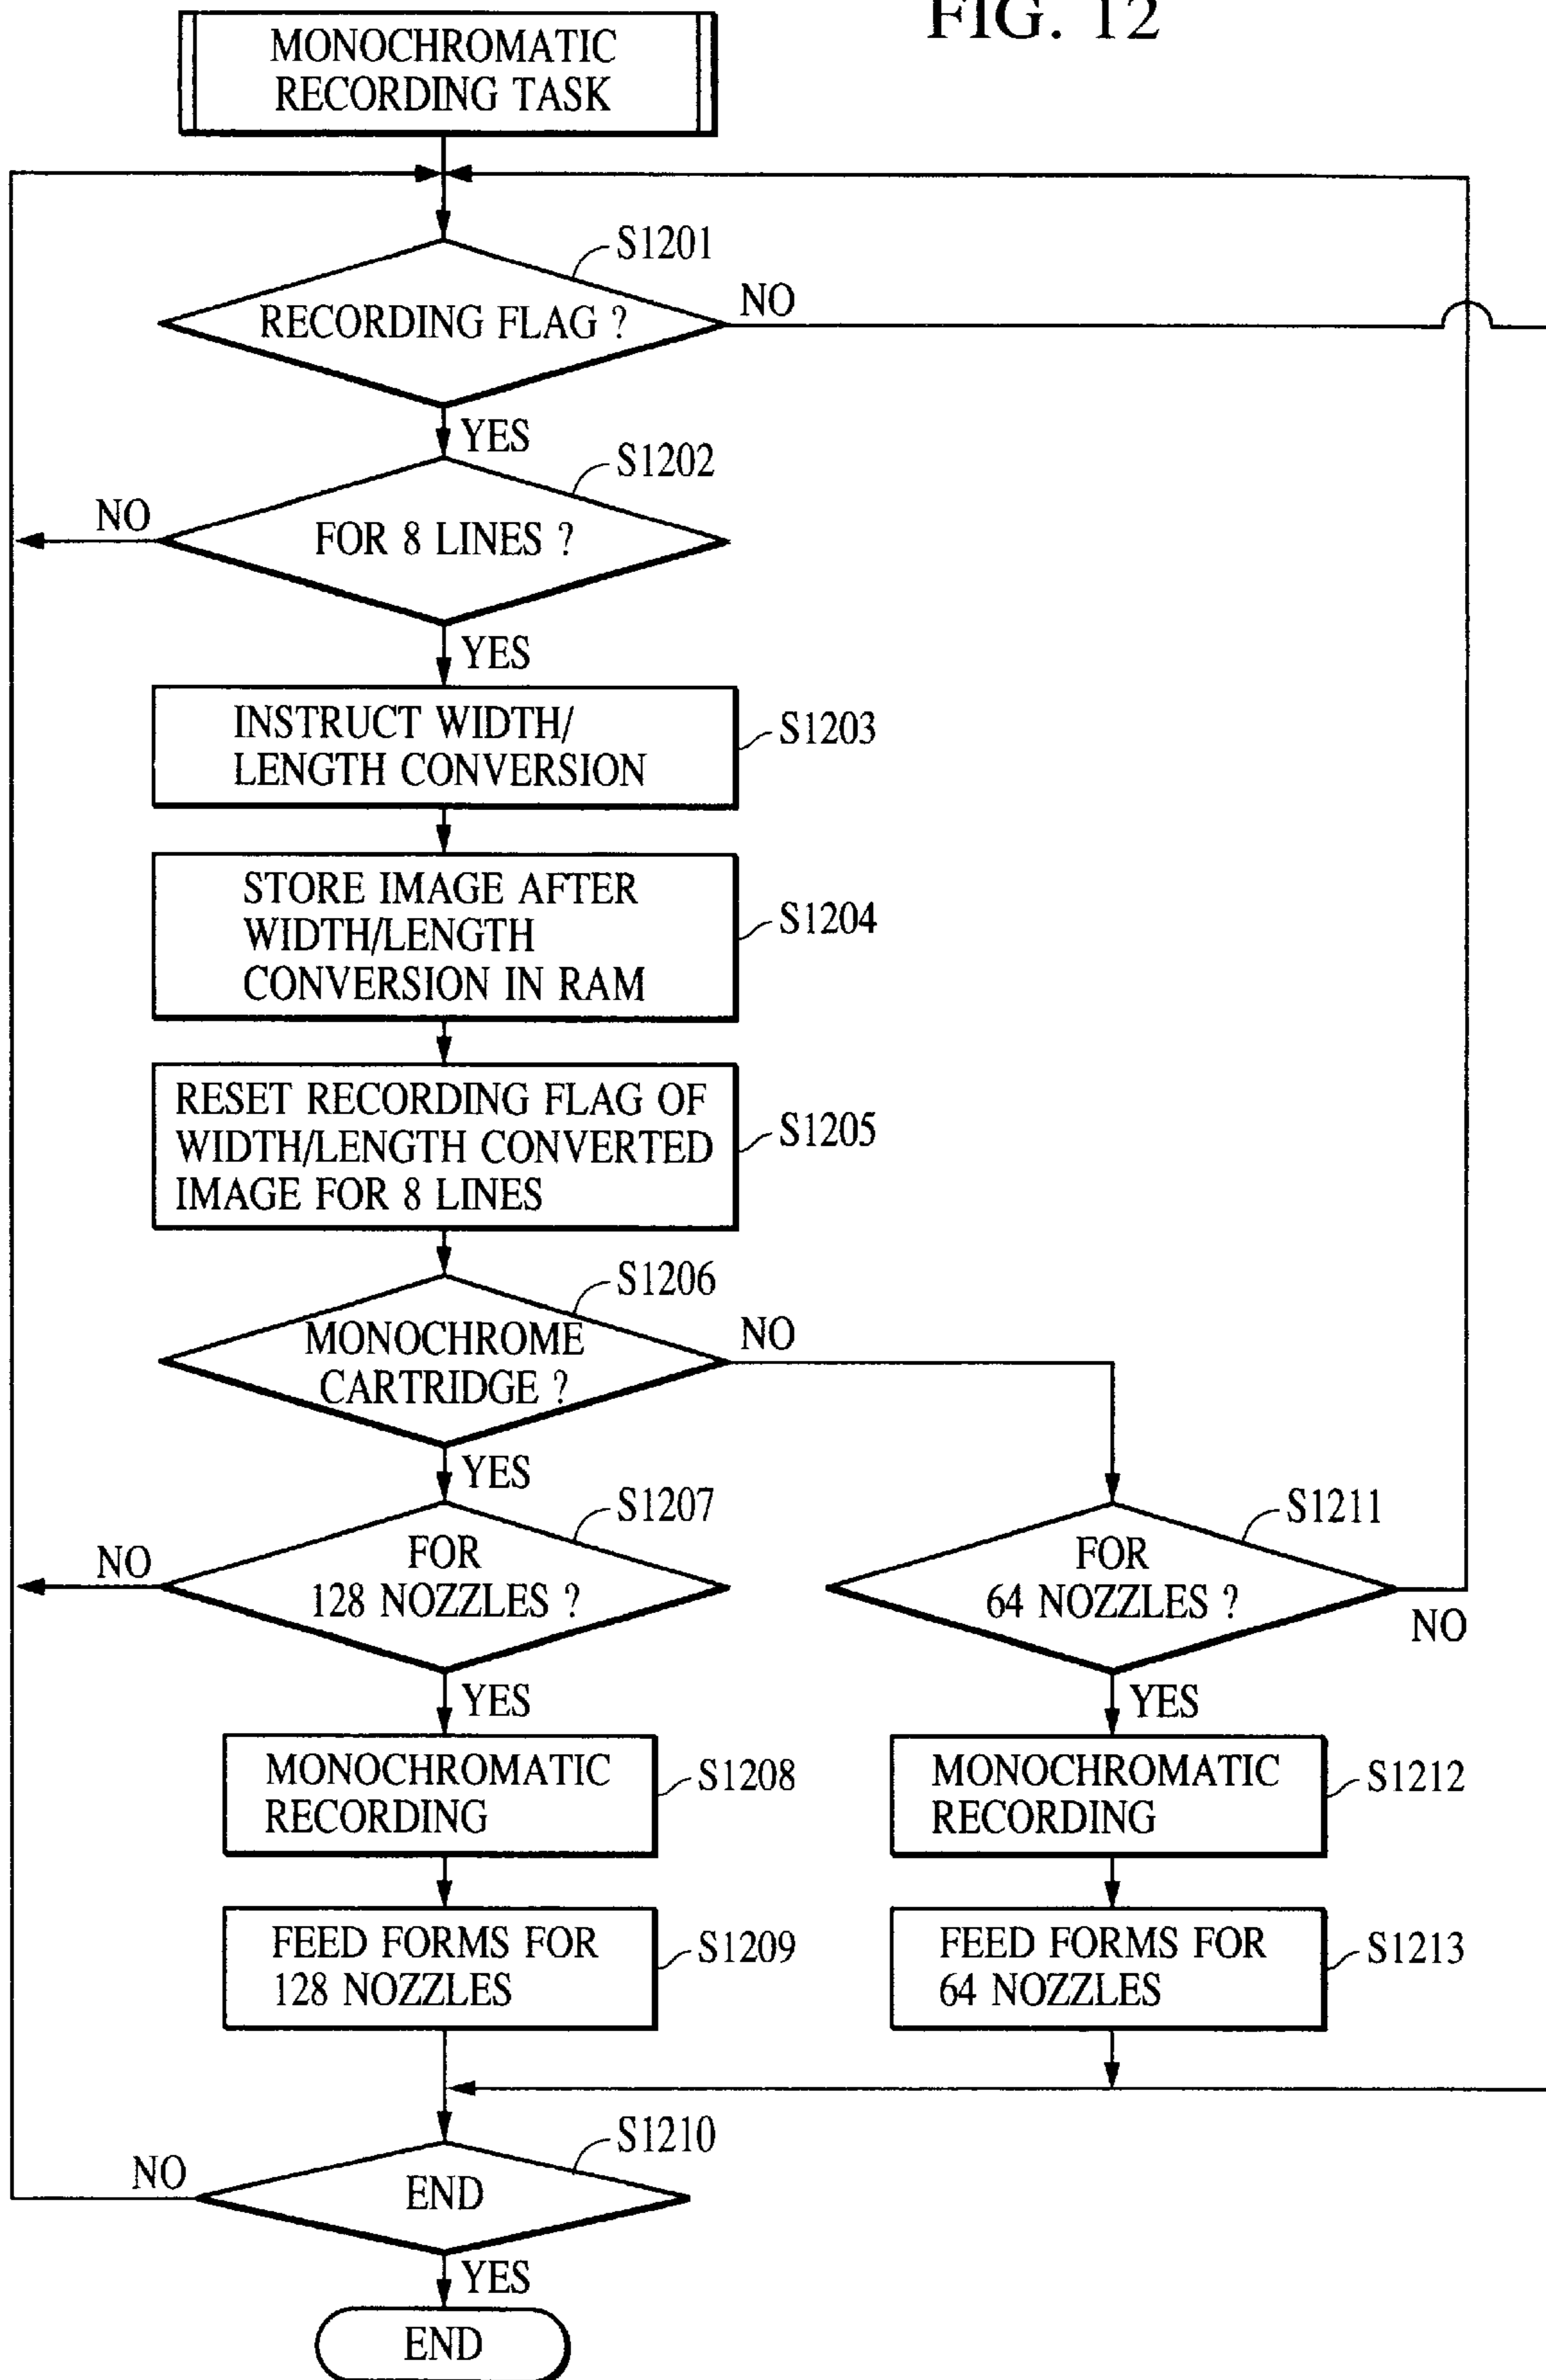 FIG. 12
MONOCHROMATIC
RECORDING TASK
S1201
RECORDING FLAG ?
NO
YES
S1202
NO
FOR 8 LINES ?
YES
INSTRUCT WIDTH/
LENGTH CONVERSION
S1203
STORE IMAGE AFTER
WIDTH/LENGTH
CONVERSION IN RAM
S1204
RESET RECORDING FLAG OF
WIDTH/LENGTH CONVERTED
IMAGE FOR 8 LINES
S1205
S1206
MONOCHROME
CARTRIDGE ?
NO
YES
S1207
NO
FOR
128 NOZZLES ?
YES
S1211
FOR
64 NOZZLES ?
NO
YES
MONOCHROMATIC
RECORDING
S1208
MONOCHROMATIC
RECORDING
S1212
FEED FORMS FOR
128 NOZZLES
S1209
FEED FORMS FOR
64 NOZZLES
S1213
S1210
NO
END
YES
END